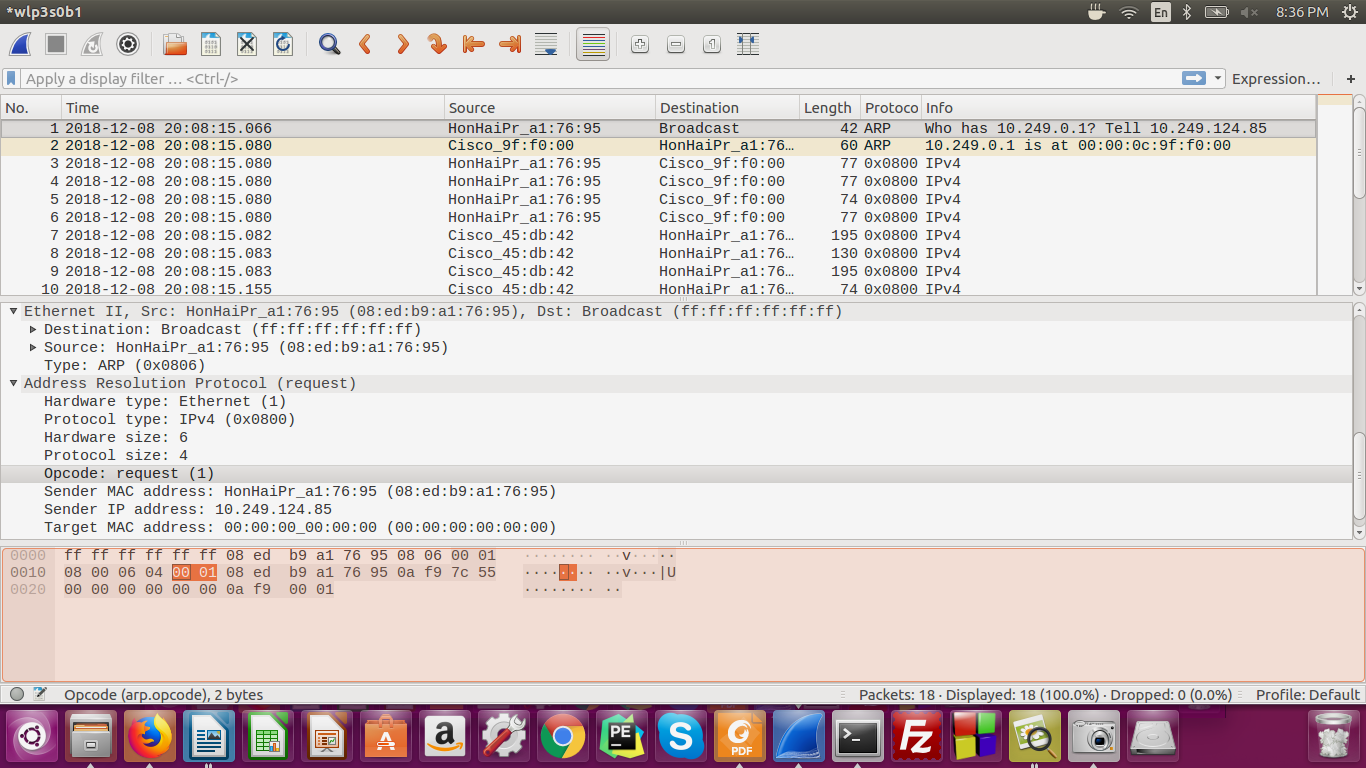 *wlp3s0b1 En 8:36 PM
Apply a display filter … <Ctrl-/> Expression… +
No. Time Source Destination Length Protoco Info
1 2018-12-08 20:08:15.066 HonHaiPr_a1:76:95 Broadcast 42 ARP Who has 10.249.0.1? Tell 10.249.124.85
2 2018-12-08 20:08:15.080 Cisco_9f:f0:00 HonHaiPr_a1:76… 60 ARP 10.249.0.1 is at 00:00:0c:9f:f0:00
3 2018-12-08 20:08:15.080 HonHaiPr_a1:76:95 Cisco_9f:f0:00 77 0x0800 IPv4
4 2018-12-08 20:08:15.080 HonHaiPr_a1:76:95 Cisco_9f:f0:00 77 0x0800 IPv4
5 2018-12-08 20:08:15.080 HonHaiPr_a1:76:95 Cisco_9f:f0:00 74 0x0800 IPv4
6 2018-12-08 20:08:15.080 HonHaiPr_a1:76:95 Cisco_9f:f0:00 77 0x0800 IPv4
7 2018-12-08 20:08:15.082 Cisco_45:db:42 HonHaiPr_a1:76… 195 0x0800 IPv4
8 2018-12-08 20:08:15.083 Cisco_45:db:42 HonHaiPr_a1:76… 130 0x0800 IPv4
9 2018-12-08 20:08:15.083 Cisco_45:db:42 HonHaiPr_a1:76… 195 0x0800 IPv4
10 2018-12-08 20:08:15.155 Cisco_45:db:42 HonHaiPr_a1:76… 74 0x0800 IPv4
Ethernet II, Src: HonHaiPr_a1:76:95 (08:ed:b9:a1:76:95), Dst: Broadcast (ff:ff:ff:ff:ff:ff)
Destination: Broadcast (ff:ff:ff:ff:ff:ff)
Source: HonHaiPr_a1:76:95 (08:ed:b9:a1:76:95)
Type: ARP (0x0806)
Address Resolution Protocol (request)
Hardware type: Ethernet (1)
Protocol type: IPv4 (0x0800)
Hardware size: 6
Protocol size: 4
Opcode: request (1)
Sender MAC address: HonHaiPr_a1:76:95 (08:ed:b9:a1:76:95)
Sender IP address: 10.249.124.85
Target MAC address: 00:00:00_00:00:00 (00:00:00:00:00:00)
0000 ff ff ff ff ff ff 08 ed b9 a1 76 95 08 06 00 01 ········ ··v·····
0010 08 00 06 04 00 01 08 ed b9 a1 76 95 0a f9 7c 55 ········ ··v···|U
0020 00 00 00 00 00 00 0a f9 00 01 ········ ··
Opcode (arp.opcode), 2 bytes Packets: 18 · Displayed: 18 (100.0%) · Dropped: 0 (0.0%) Profile: Default
A a PE S PDF >_ Fz